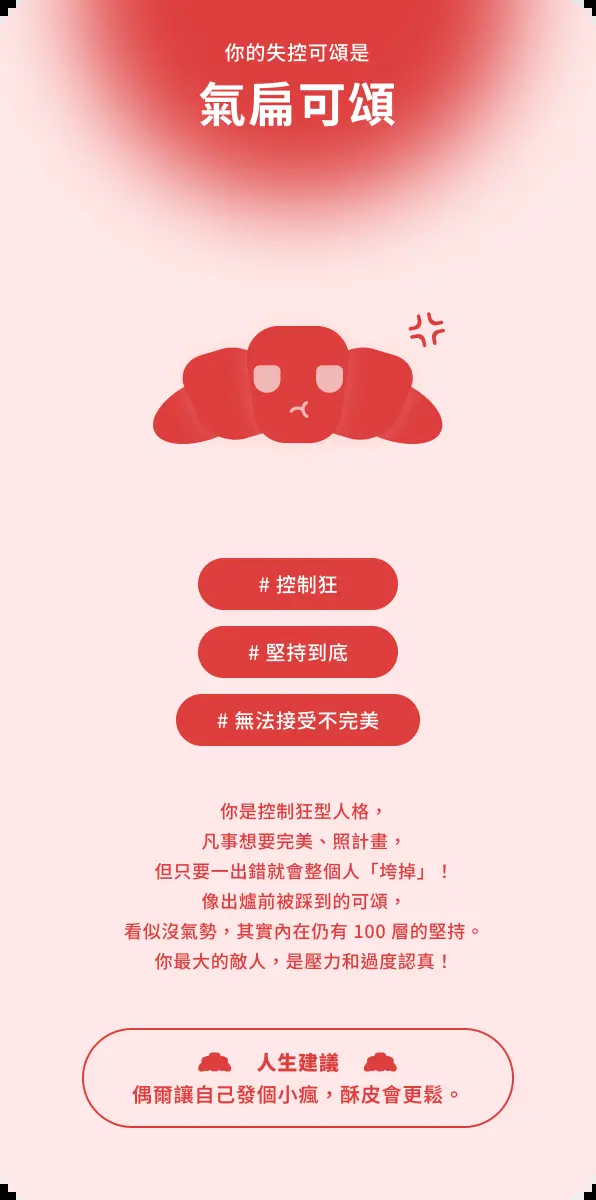 你的失控可頌是
氣扁可頌
# 控制狂
# 堅持到底
# 無法接受不完美
你是控制狂型人格，
凡事想要完美、照計畫，
但只要一出錯就會整個人「垮掉」！
像出爐前被踩到的可頌，
看似沒氣勢，其實內在仍有 100 層的堅持。
你最大的敵人，是壓力和過度認真！
人生建議
偶爾讓自己發個小瘋，酥皮會更鬆。